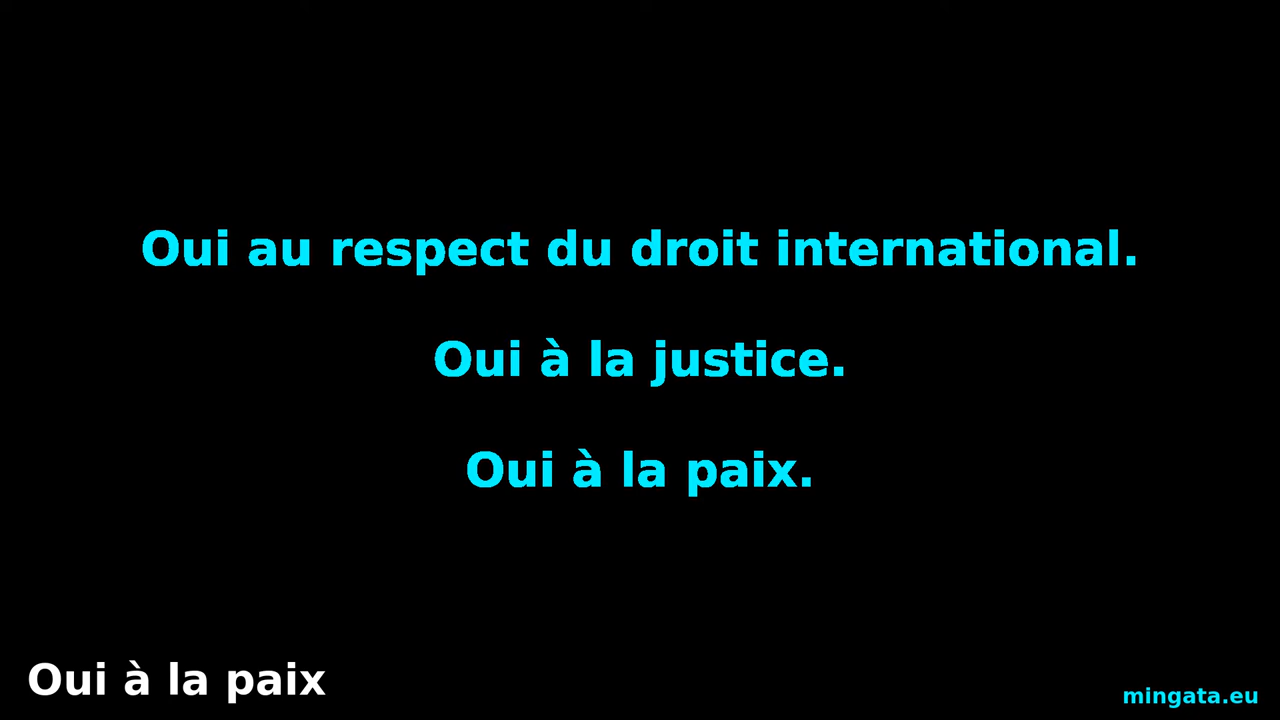 Oui au respect du droit international.
Oui à la justice.
Oui à la paix.
Oui à la paix
mingata.eu